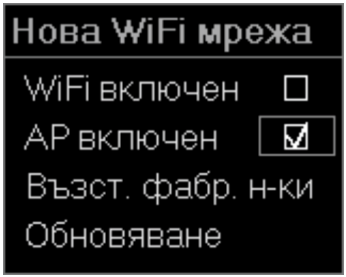 Нова WiFi мрежа
WiFi включен
AP включен
Възст. фабр. н-ки
Обновяване